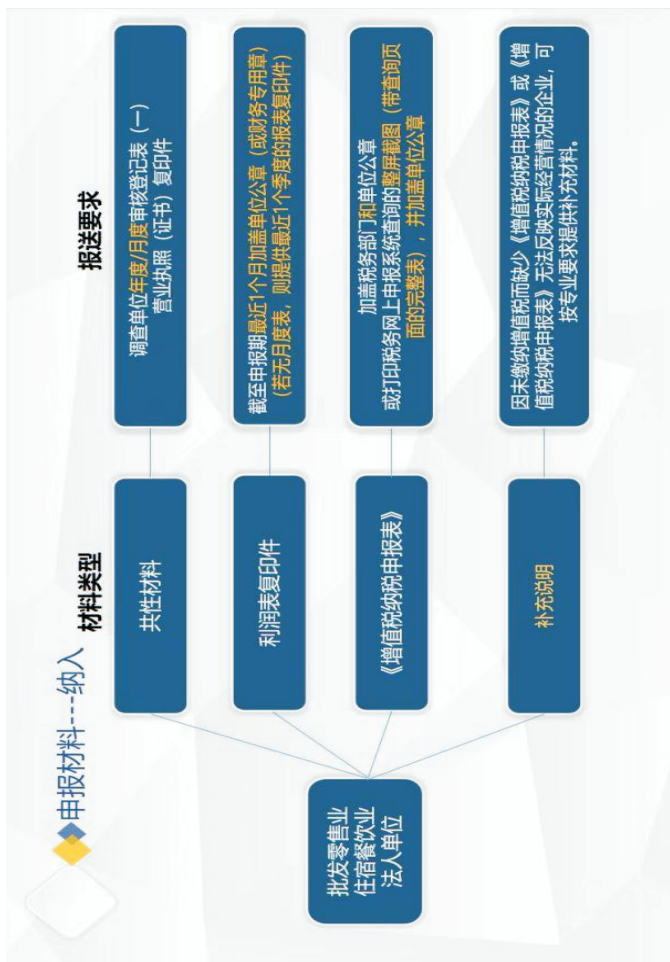 申报材料---纳入
材料类型
报送要求
批发零售业
住宿餐饮业
法人单位
共性材料
调查单位年度/月度审核登记表（一）
营业执照（证书）复印件
利润表复印件
截至申报期最近1个月加盖单位公章（或财务专用章）
（若无月度表，则提供最近1个季度的报表复印件）
《增值税纳税申报表》
加盖税务部门和单位公章
或打印税务网上申报系统查询的整屏截图（带查询页
面的完整表），并加盖单位公章
补充说明
因未缴纳增值税而缺少《增值税纳税申报表》或《增
值税纳税申报表》无法反映实际经营情况的企业，可
按专业要求提供补充材料。